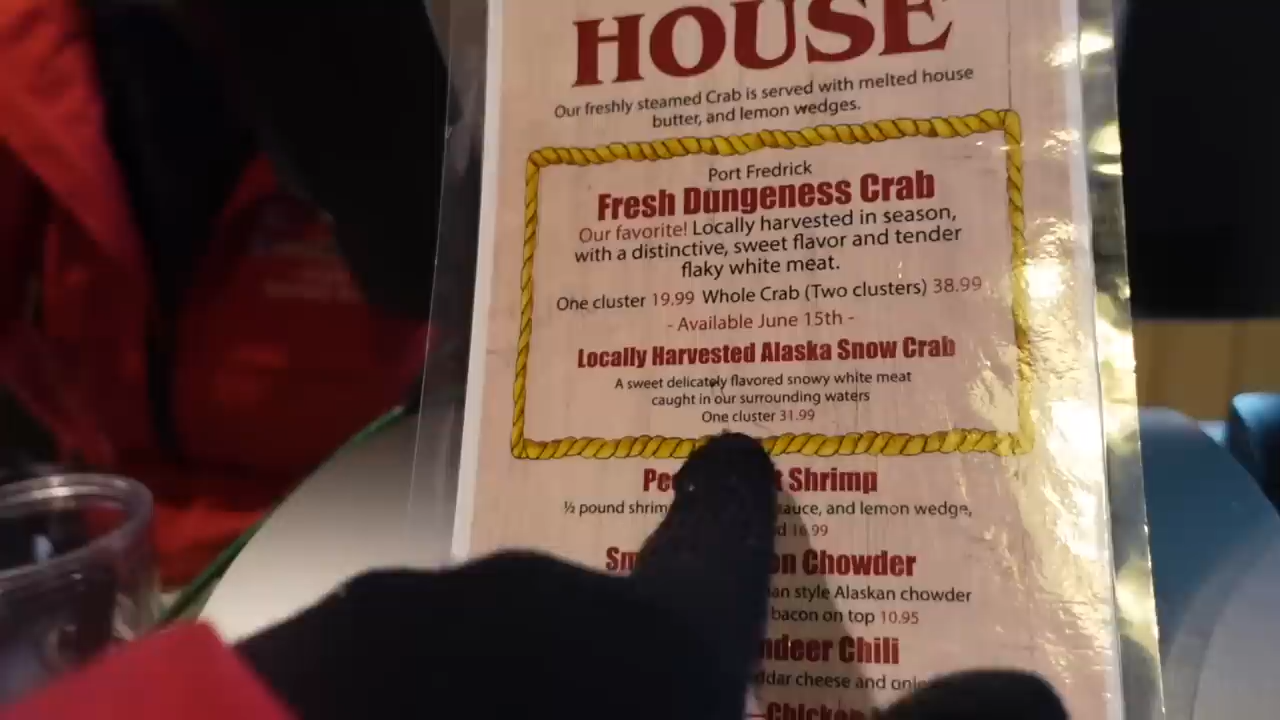 HOUSE
Our freshly steamed Crab is served with melted house
butter, and lemon wedges.
Port Fredrick
Fresh Dungeness Crab
Our favorite! Locally harvested in season,
with a distinctive, sweet flavor and tender
flaky white meat.
One cluster 19.99 Whole Crab (Two clusters) 38.99
- Available June 15th -
Locally Harvested Alaska Snow Crab
A sweet delicately flavored snowy white meat
caught in our surrounding waters
One cluster 31.99
Shrimp
½ pound and lemon wedge,
16.99
Chowder
style Alaskan chowder
bacon on top 10.95
Chili
cheese and
Chicken